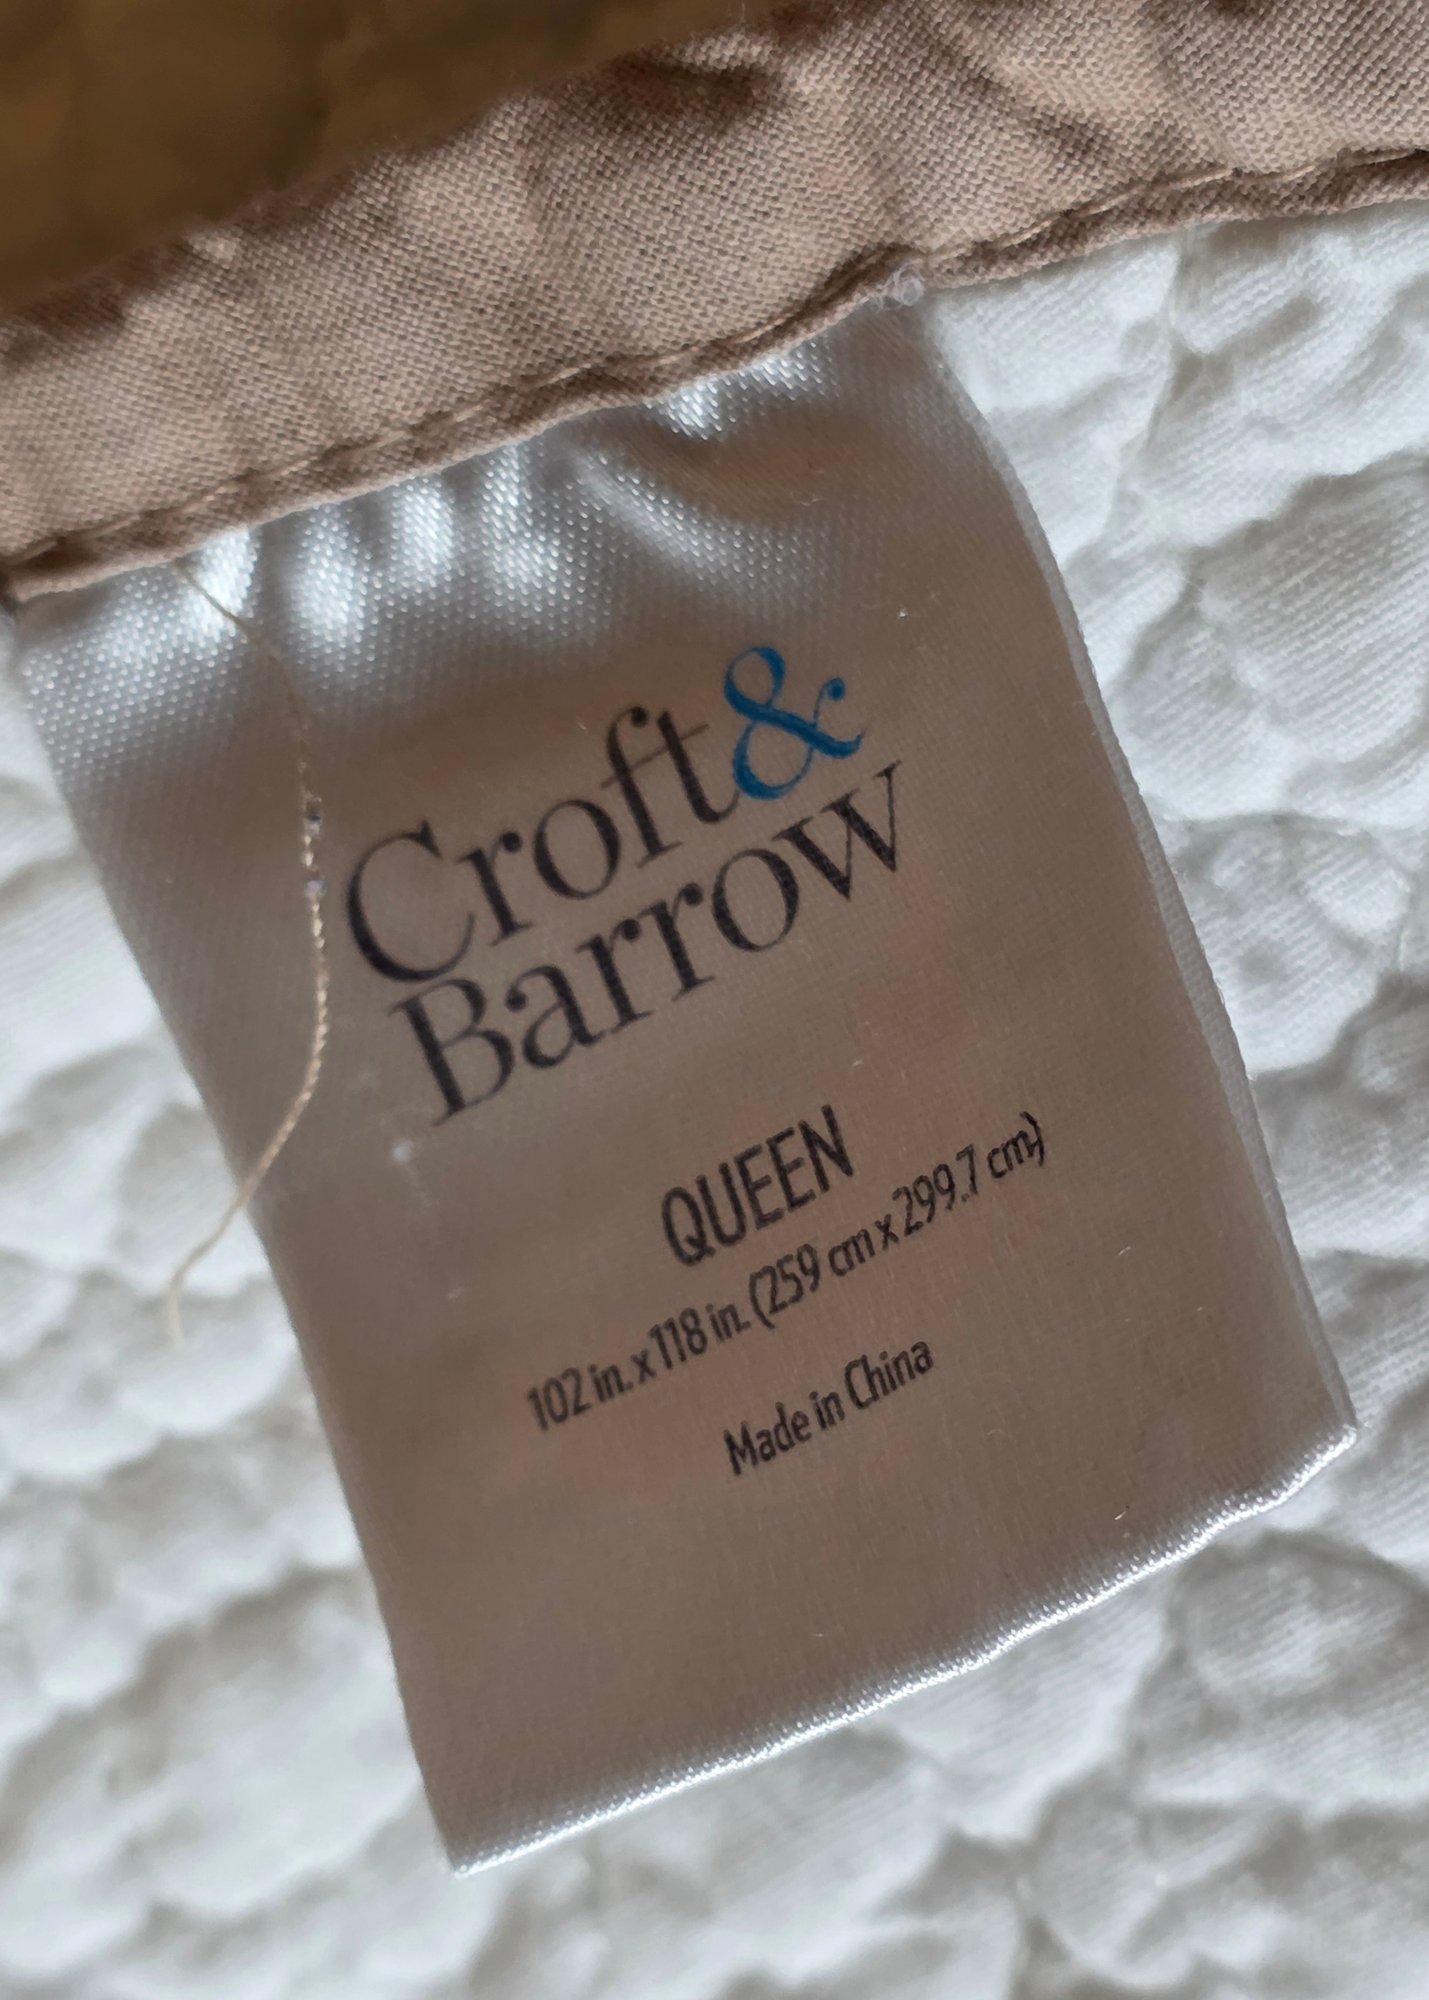 Croft&
Barrow
QUEEN
102 in. x 118 in. (259 cm x 299.7 cm)
Made in China